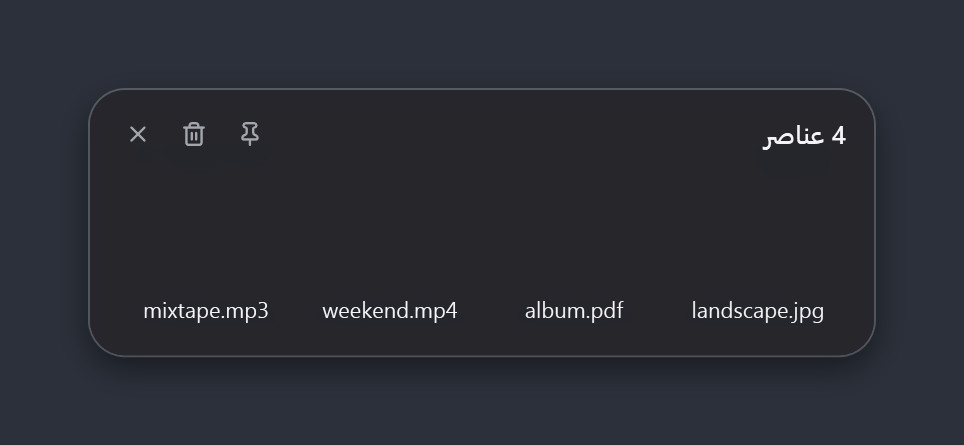 4 عناصر
landscape.jpg
album.pdf
weekend.mp4
mixtape.mp3